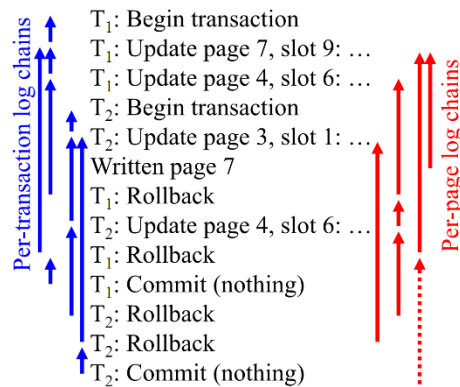 Per-transaction log chains
T₁: Begin transaction
T₁: Update page 7, slot 9: …
T₁: Update page 4, slot 6: …
T₂: Begin transaction
T₂: Update page 3, slot 1: …
Written page 7
T₁: Rollback
T₂: Update page 4, slot 6: …
T₁: Rollback
T₁: Commit (nothing)
T₂: Rollback
T₂: Rollback
T₂: Commit (nothing)
Per-page log chains